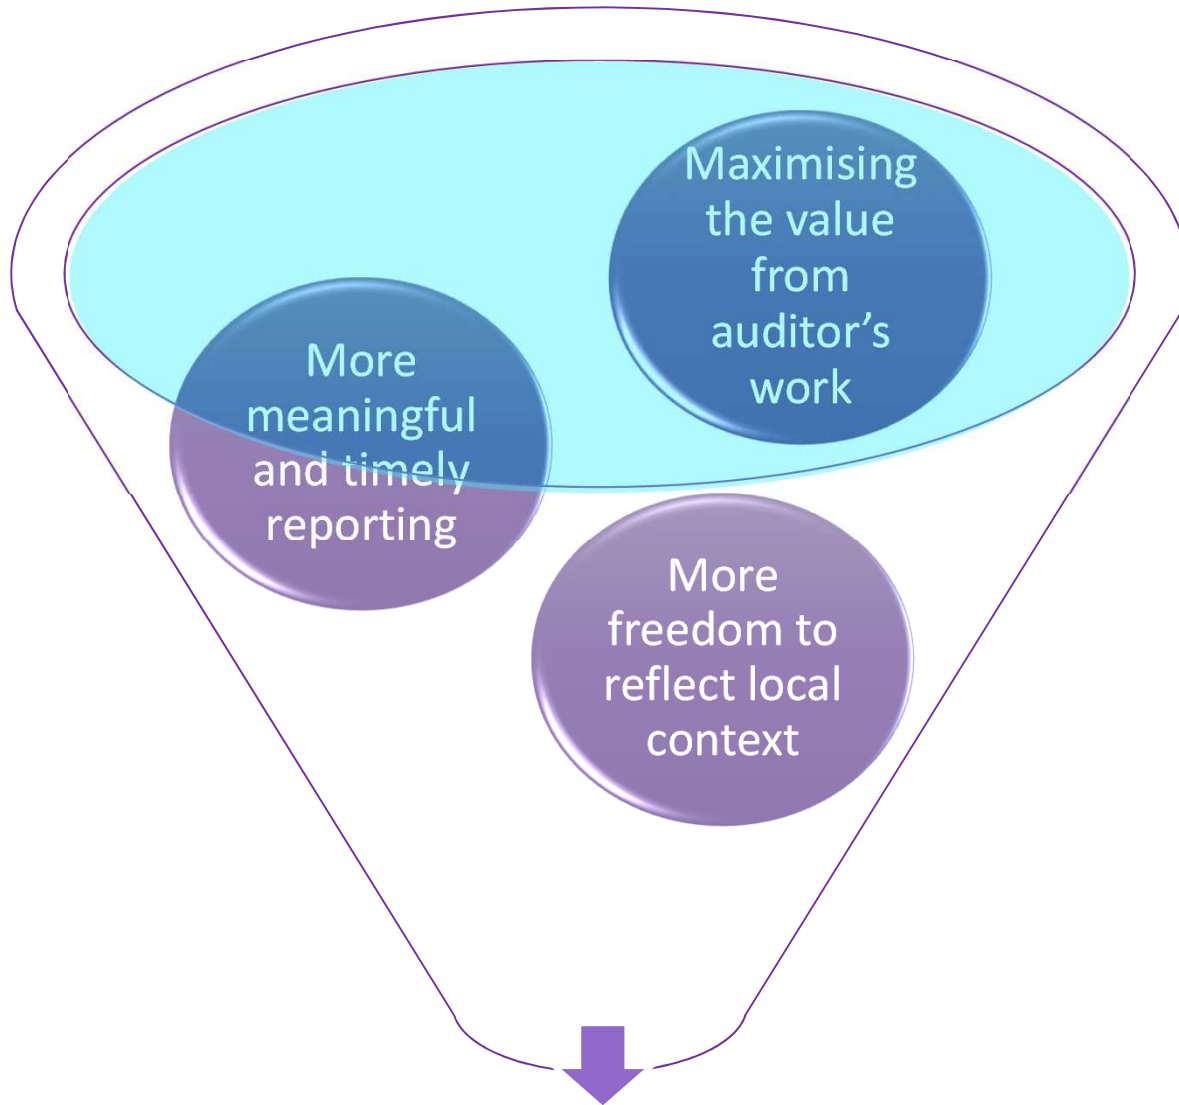 Maximising
the value
from
auditor’s
work
More
meaningful
and timely
reporting
More
freedom to
reflect local
context